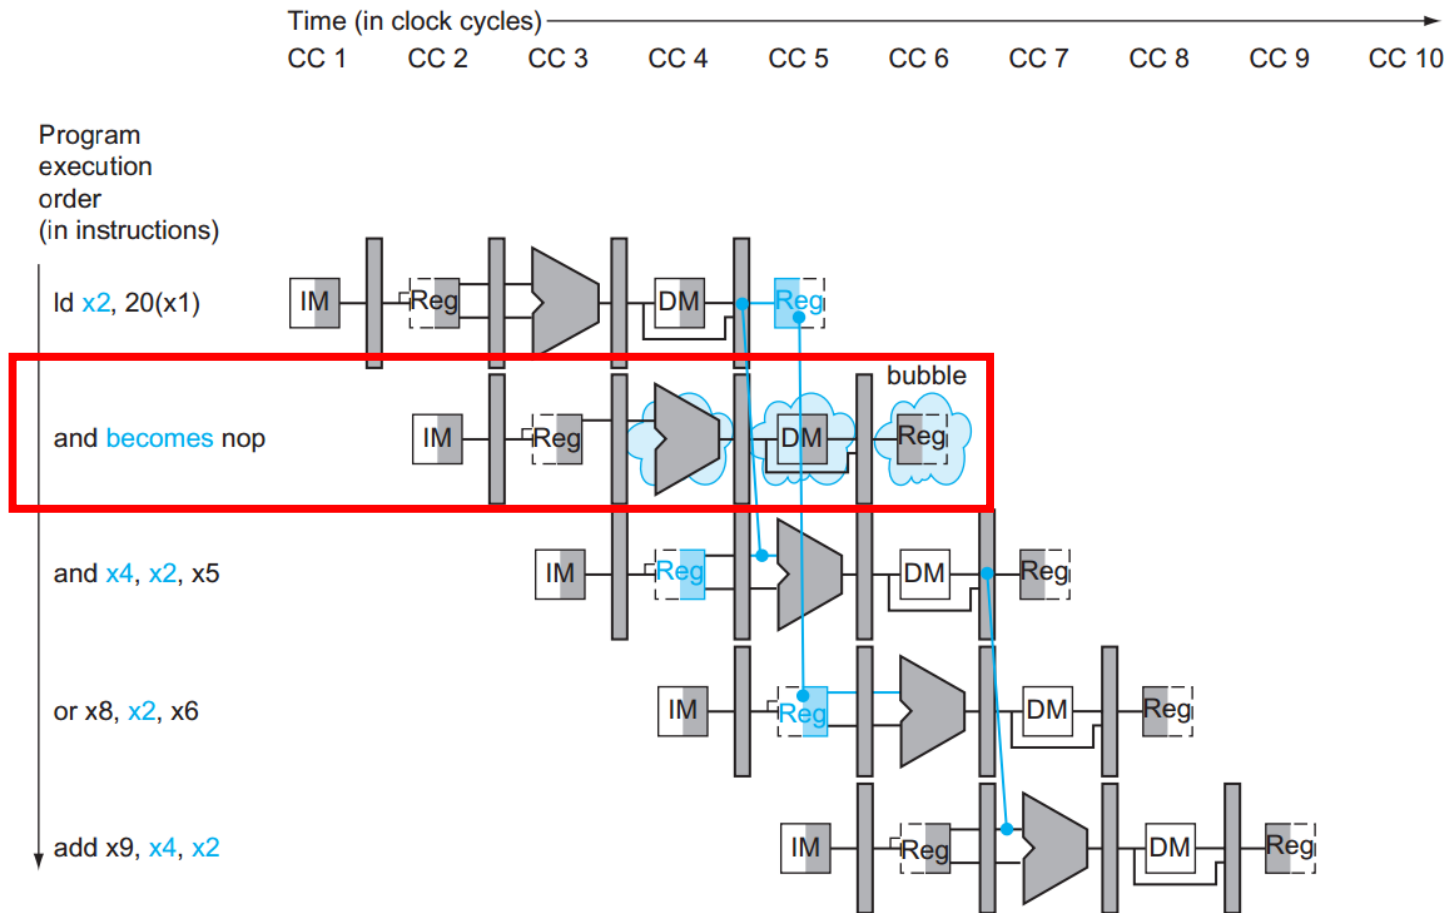 Time (in clock cycles)
CC 1 CC 2 CC 3 CC 4 CC 5 CC 6 CC 7 CC 8 CC 9 CC 10
Program
execution
order
(in instructions)
ld x2, 20(x1)
IM Reg DM Reg
bubble
and becomes nop
IM Reg DM Reg
and x4, x2, x5
IM Reg DM Reg
or x8, x2, x6
IM Reg DM Reg
add x9, x4, x2
IM Reg DM Reg